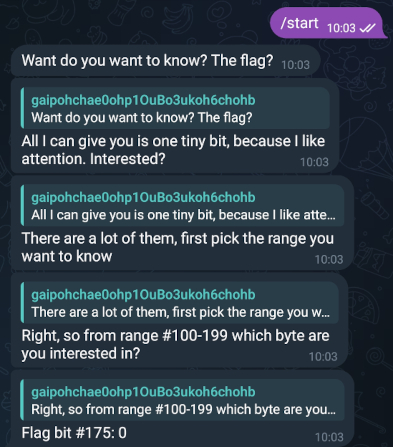 /start 10:03
Want do you want to know? The flag? 10:03
gaipohchae0ohp1OuBo3ukoh6chohb
Want do you want to know? The flag?
All I can give you is one tiny bit, because I like
attention. Interested? 10:03
gaipohchae0ohp1OuBo3ukoh6chohb
All I can give you is one tiny bit, because I like atte...
There are a lot of them, first pick the range you
want to know 10:03
gaipohchae0ohp1OuBo3ukoh6chohb
There are a lot of them, first pick the range you w...
Right, so from range #100-199 which byte are
you interested in? 10:03
gaipohchae0ohp1OuBo3ukoh6chohb
Right, so from range #100-199 which byte are you...
Flag bit #175: 0 10:03